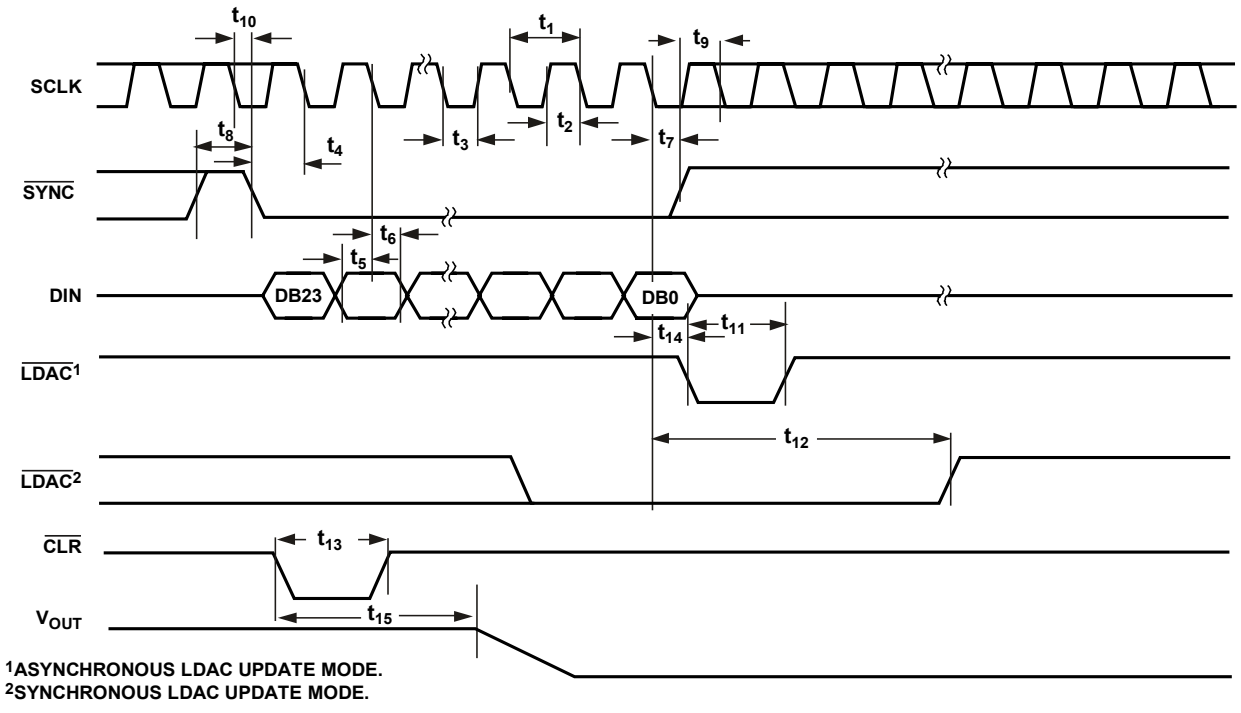 t10
t1
t9
SCLK
t8
t4
t3
t2
t7
SYNC
t6
t5
DIN
DB23
DB0
t14
t11
LDAC1
t12
LDAC2
CLR
t13
t15
VOUT
1ASYNCHRONOUS LDAC UPDATE MODE.
2SYNCHRONOUS LDAC UPDATE MODE.